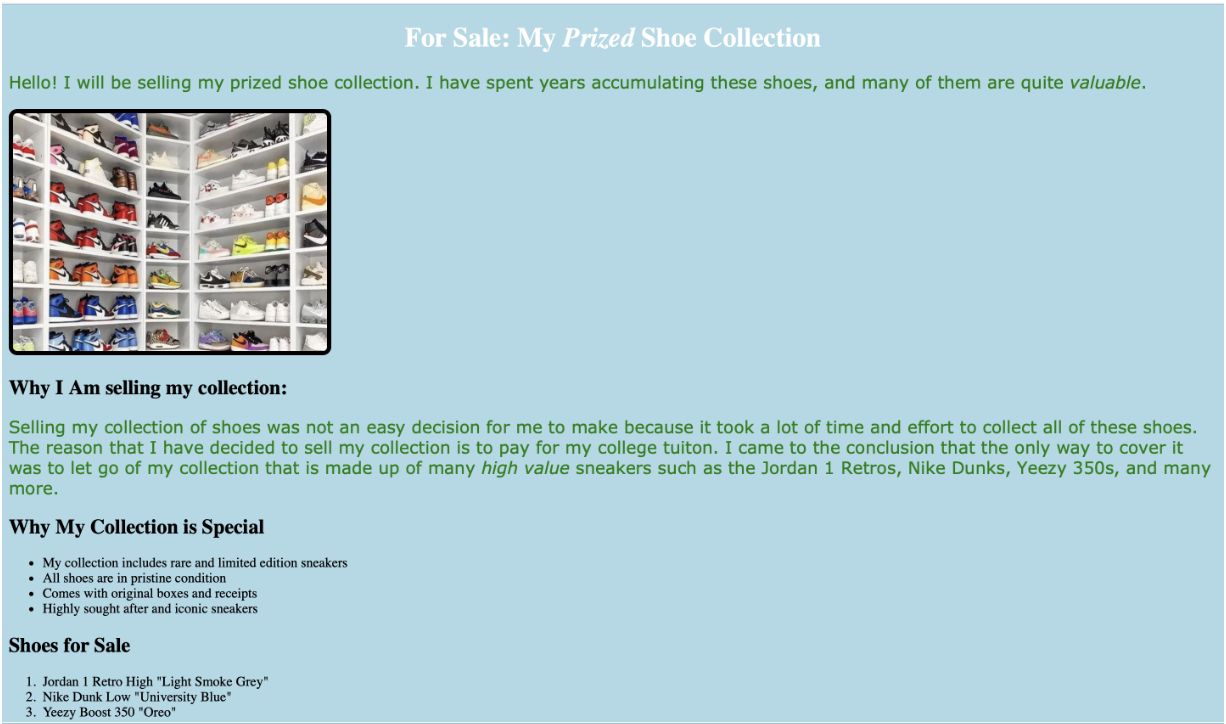 For Sale: My Prized Shoe Collection
Hello! I will be selling my prized shoe collection. I have spent years accumulating these shoes, and many of them are quite valuable.
Why I Am selling my collection:
Selling my collection of shoes was not an easy decision for me to make because it took a lot of time and effort to collect all of these shoes.
The reason that I have decided to sell my collection is to pay for my college tuiton. I came to the conclusion that the only way to cover it
was to let go of my collection that is made up of many high value sneakers such as the Jordan 1 Retros, Nike Dunks, Yeezy 350s, and many
more.
Why My Collection is Special
• My collection includes rare and limited edition sneakers
• All shoes are in pristine condition
• Comes with original boxes and receipts
• Highly sought after and iconic sneakers
Shoes for Sale
1. Jordan 1 Retro High "Light Smoke Grey"
2. Nike Dunk Low "University Blue"
3. Yeezy Boost 350 "Oreo"